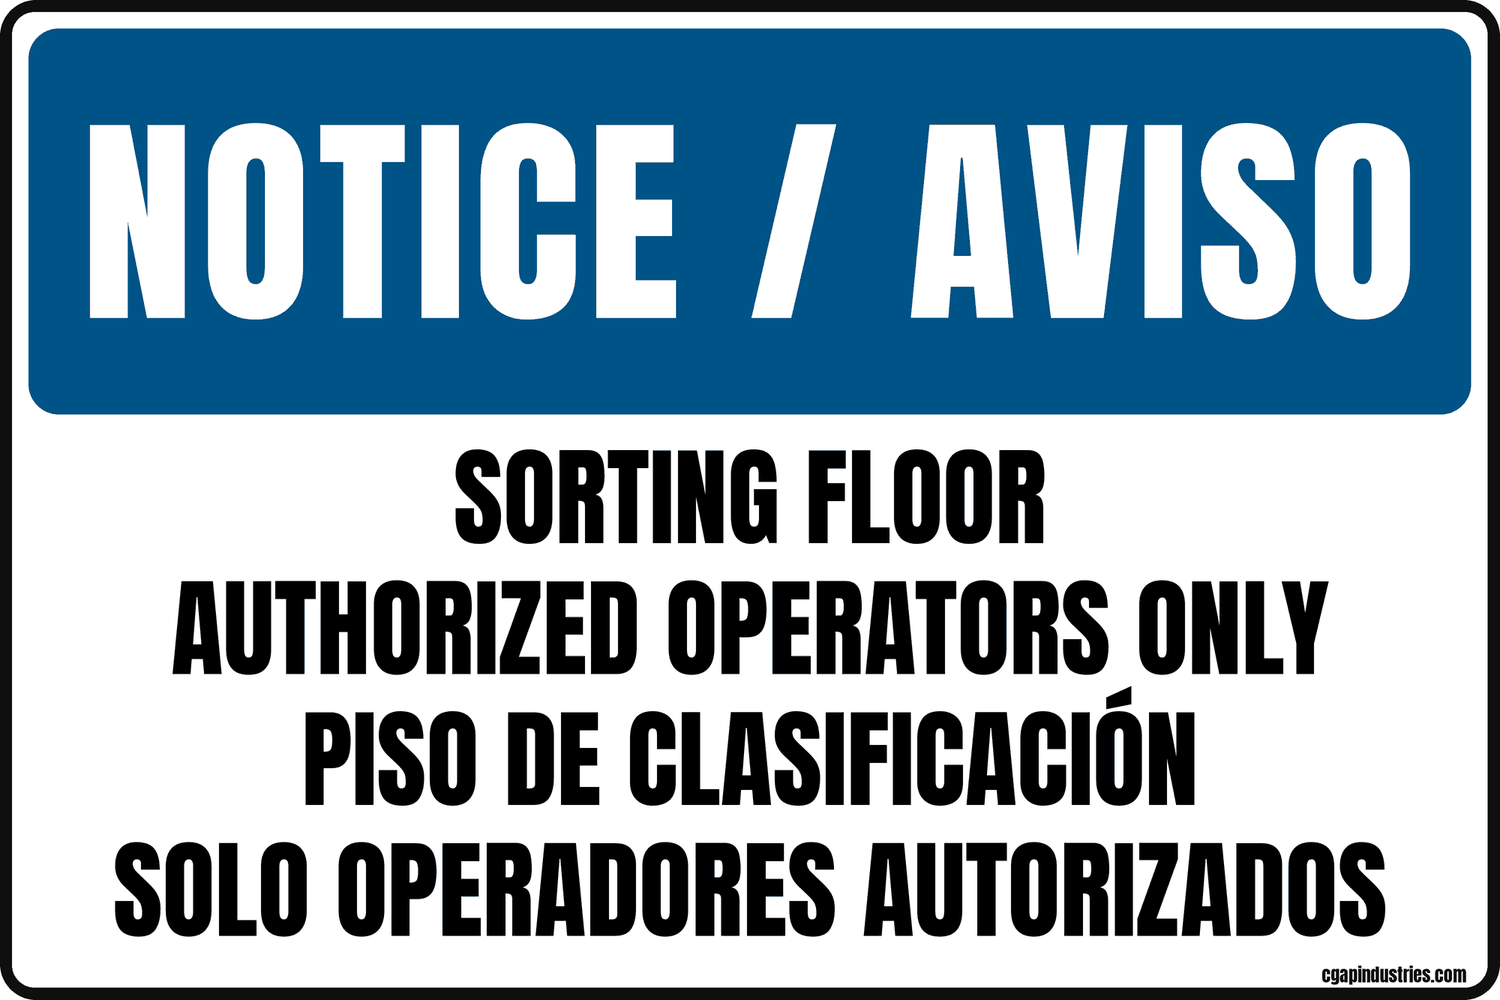 NOTICE / AVISO
SORTING FLOOR
AUTHORIZED OPERATORS ONLY
PISO DE CLASIFICACIÓN
SOLO OPERADORES AUTORIZADOS
cgapindustries.com